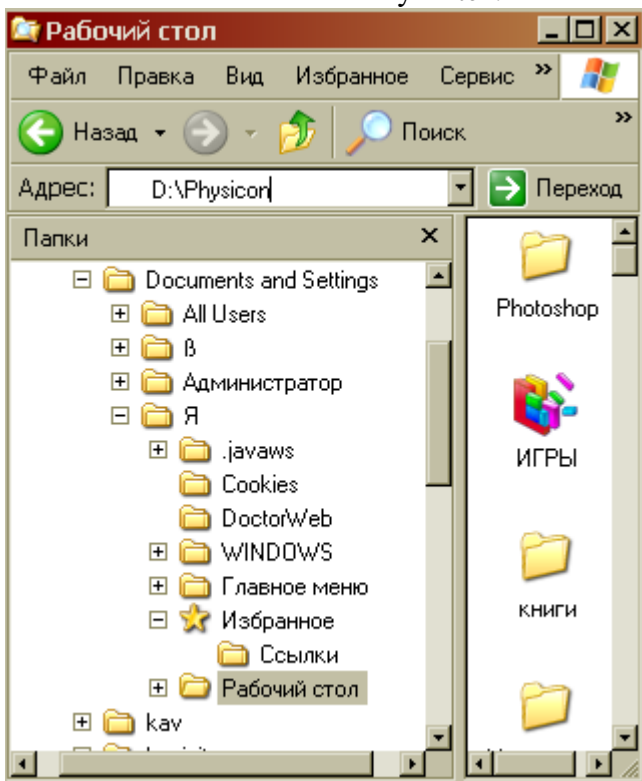 Рабочий стол
Файл Правка Вид Избранное Сервис »
Назад Поиск »
Адрес: D:\Physicon Переход
Папки
Documents and Settings
All Users
ß
Администратор
Я
.javaws
Cookies
DoctorWeb
WINDOWS
Главное меню
Избранное
Ссылки
Рабочий стол
kav
Photoshop
ИГРЫ
книги